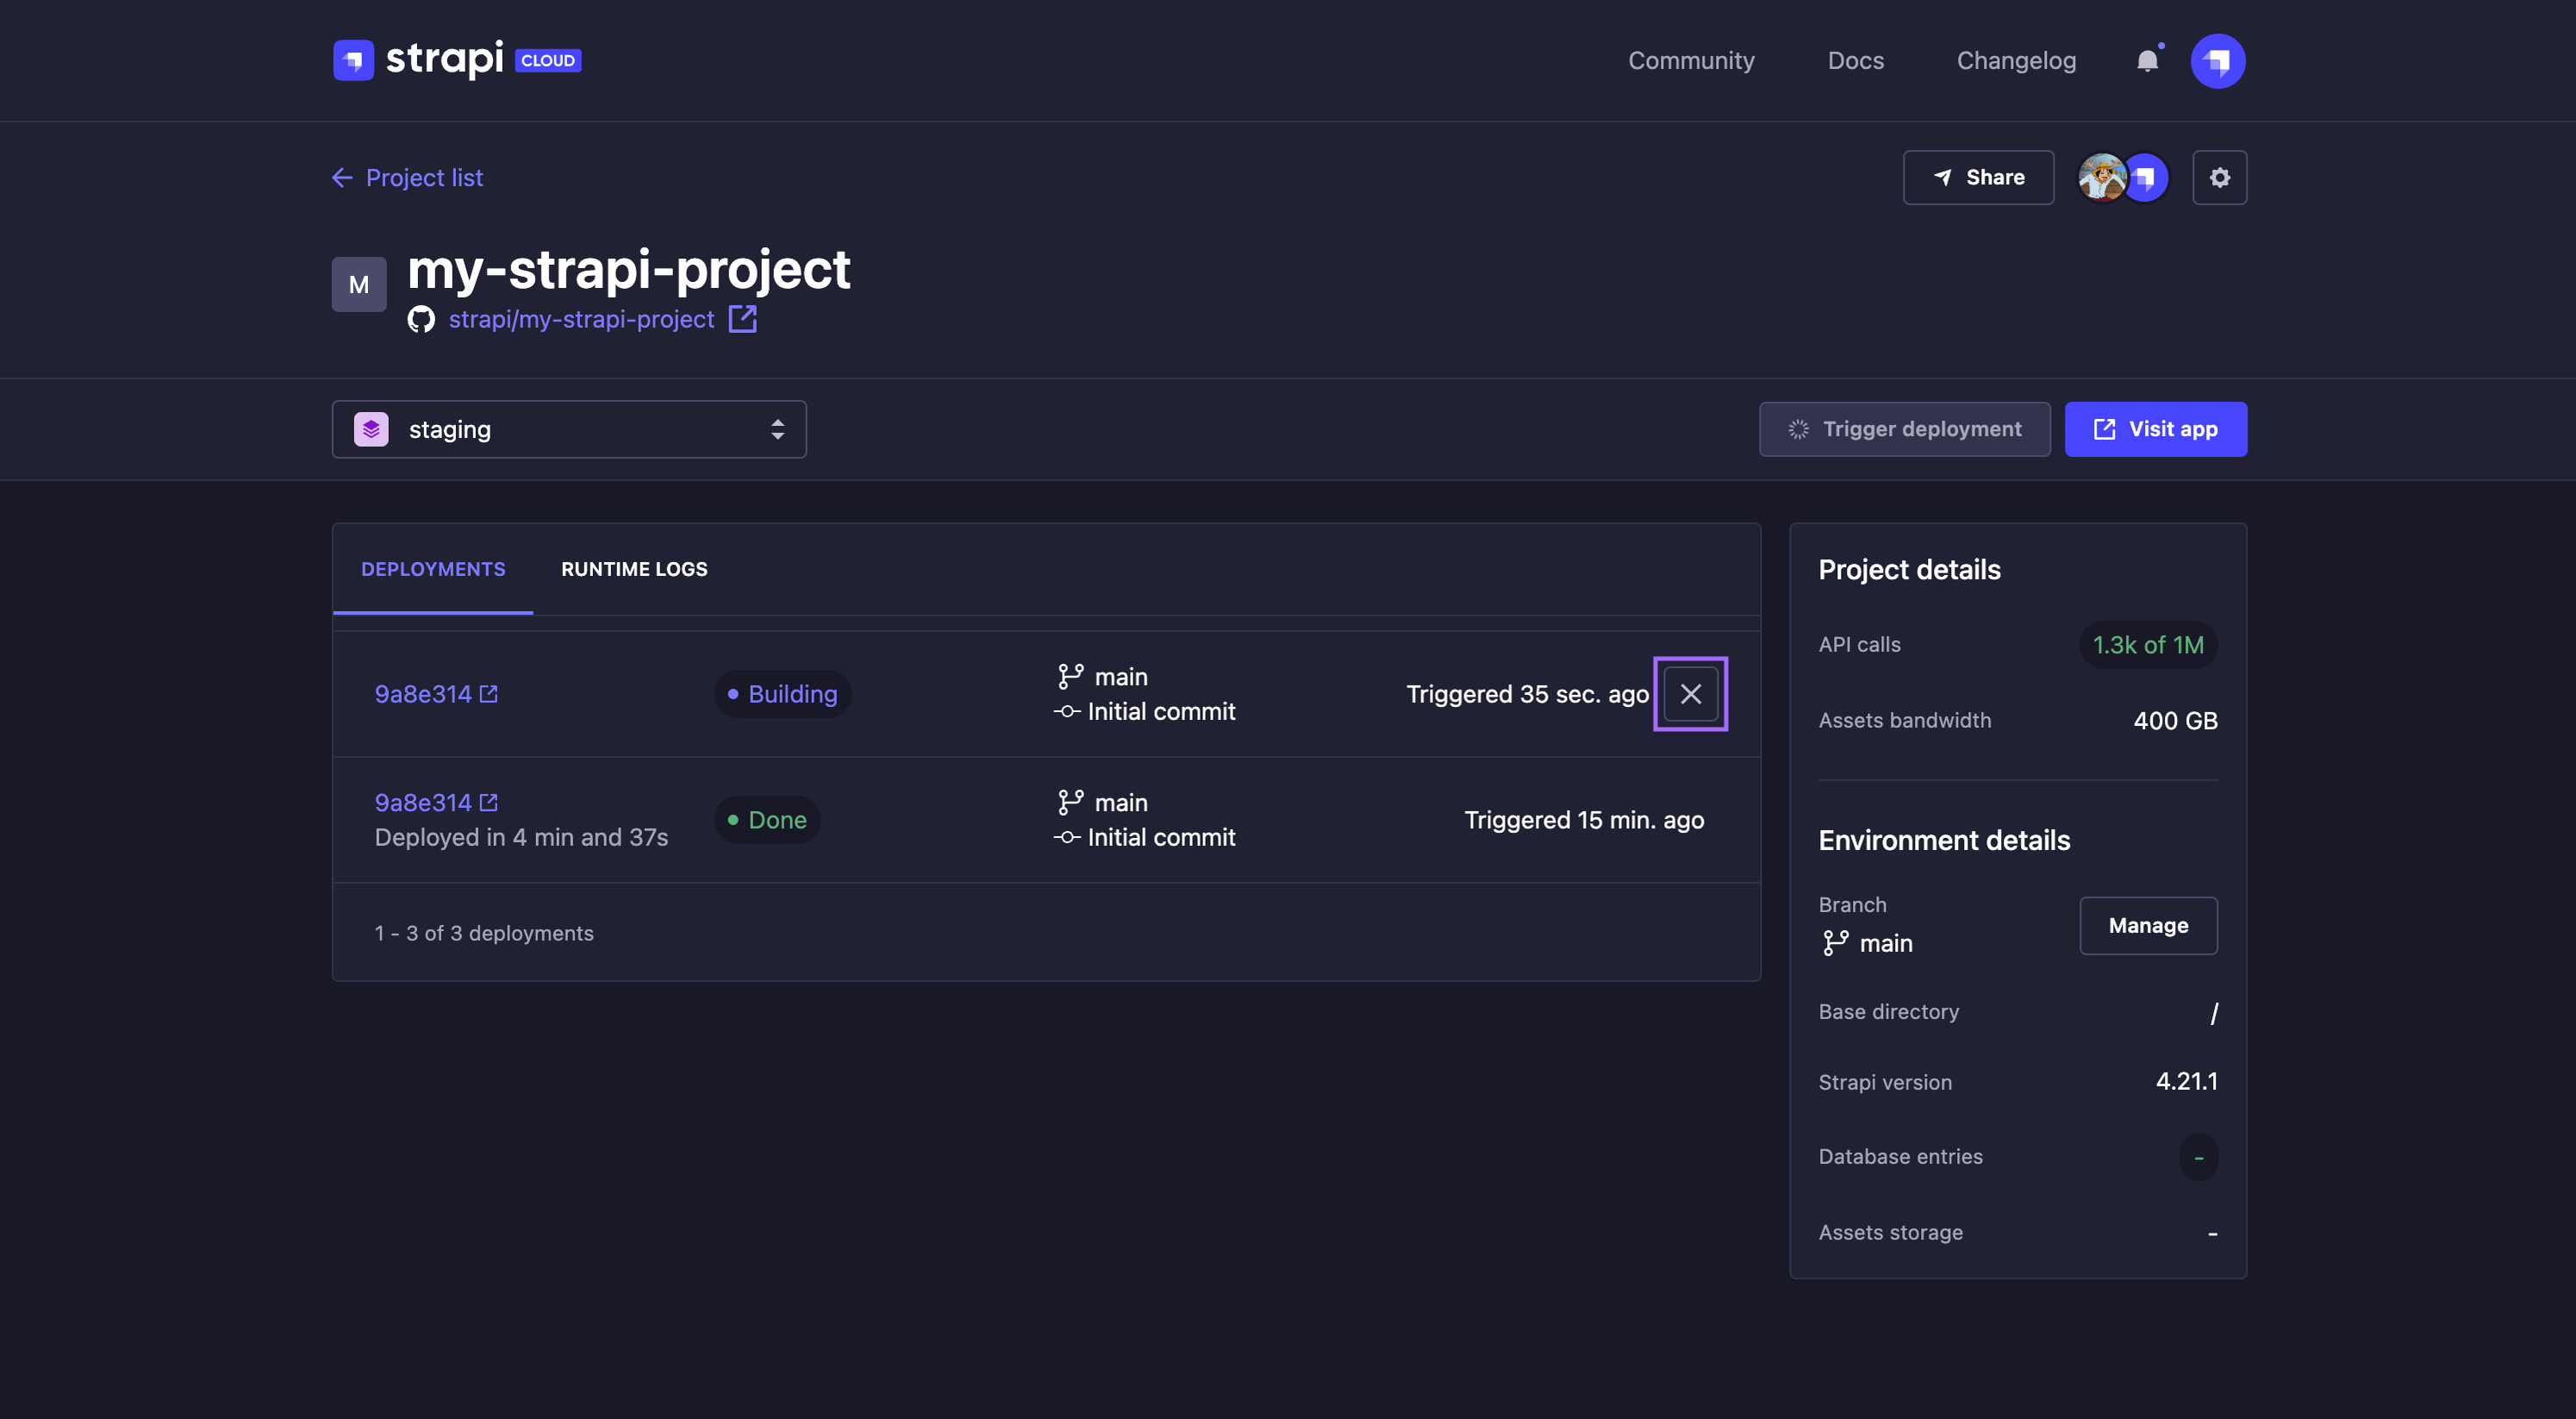 strapi CLOUD
Community
Docs
Changelog
Project list
Share
M
my-strapi-project
strapi/my-strapi-project
staging
Trigger deployment
Visit app
DEPLOYMENTS
RUNTIME LOGS
9a8e314
Building
main
Initial commit
Triggered 35 sec. ago
9a8e314
Deployed in 4 min and 37s
Done
main
Initial commit
Triggered 15 min. ago
1 - 3 of 3 deployments
Project details
API calls
1.3k of 1M
Assets bandwidth
400 GB
Environment details
Branch
main
Manage
Base directory
/
Strapi version
4.21.1
Database entries
-
Assets storage
-